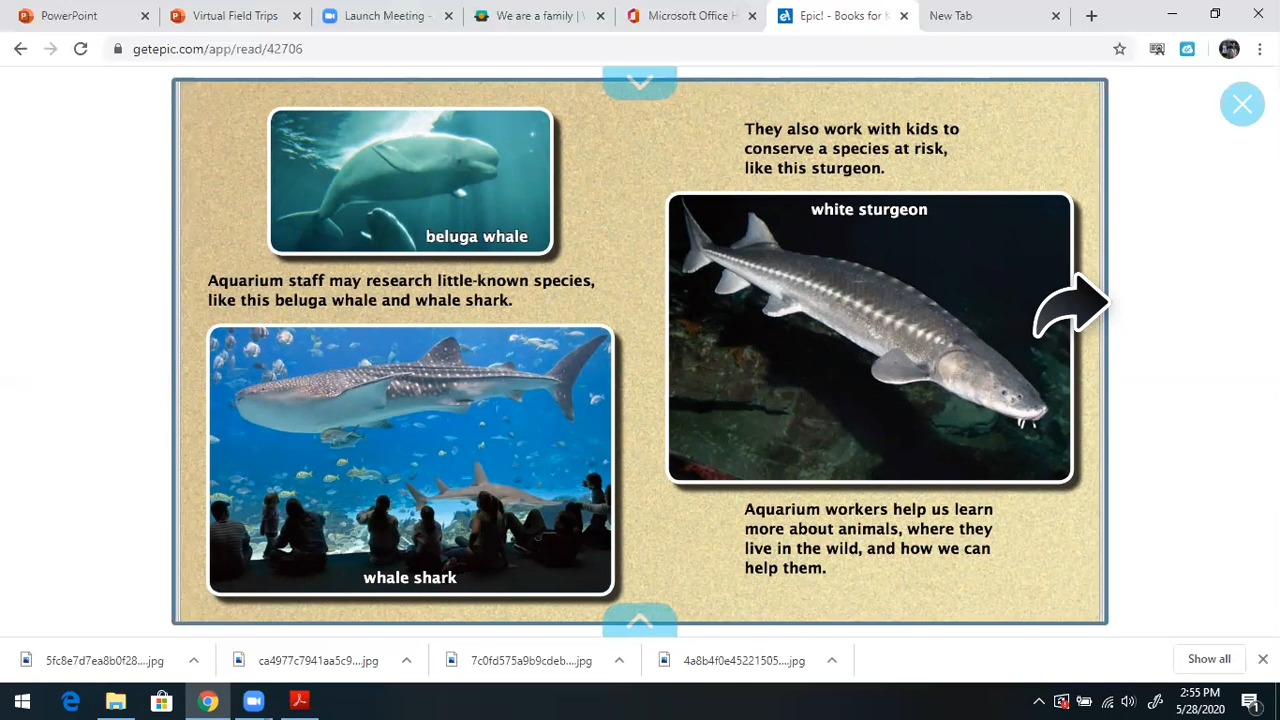 PowerPoint
Virtual Field Trips
Launch Meeting -
We are a family |
Microsoft Office H
Epic! - Books for K
New Tab
getepic.com/app/read/42706
beluga whale
Aquarium staff may research little-known species,
like this beluga whale and whale shark.
whale shark
They also work with kids to
conserve a species at risk,
like this sturgeon.
white sturgeon
Aquarium workers help us learn
more about animals, where they
live in the wild, and how we can
help them.
5fc8e7d7ea8b0f28....jpg
ca4977c7941aa5c9....jpg
7c0fd575a9b9cdeb....jpg
4a8b4f0e45221505....jpg
Show all
2:55 PM
5/28/2020